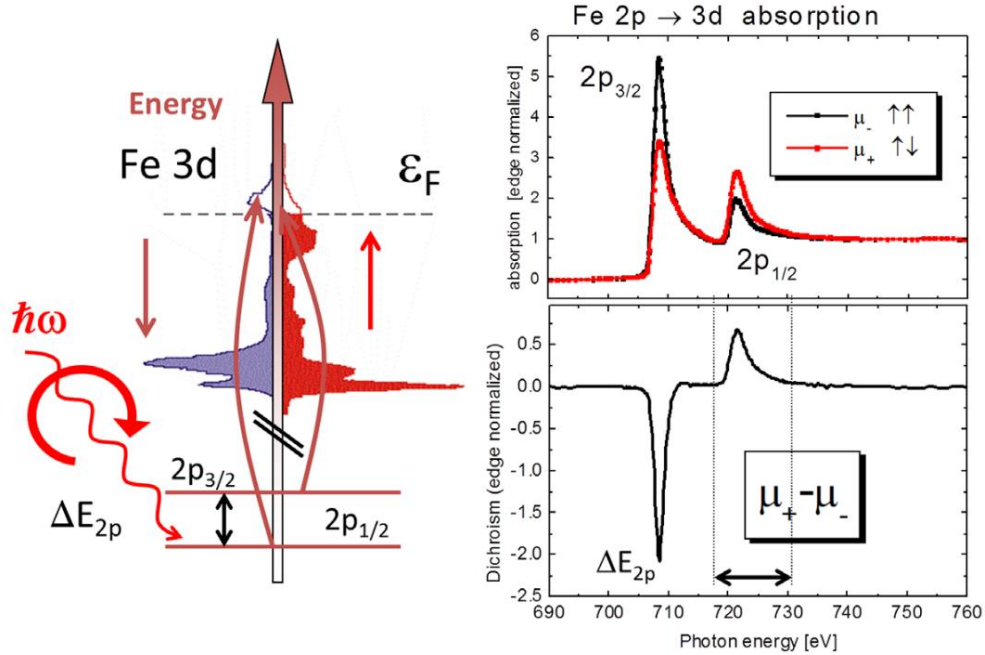 Energy
Fe 3d
εF
ħω
2p3/2
ΔE2p
2p1/2
Fe 2p → 3d absorption
6
5
4
3
2
1
0
absorption [edge normalized]
2p3/2
μ- ↑↑
μ+ ↑↓
2p1/2
0.5
0.0
-0.5
-1.0
-1.5
-2.0
-2.5
Dichroism (edge normalized)
μ+-μ-
ΔE2p
690 700 710 720 730 740 750 760
Photon energy [eV]